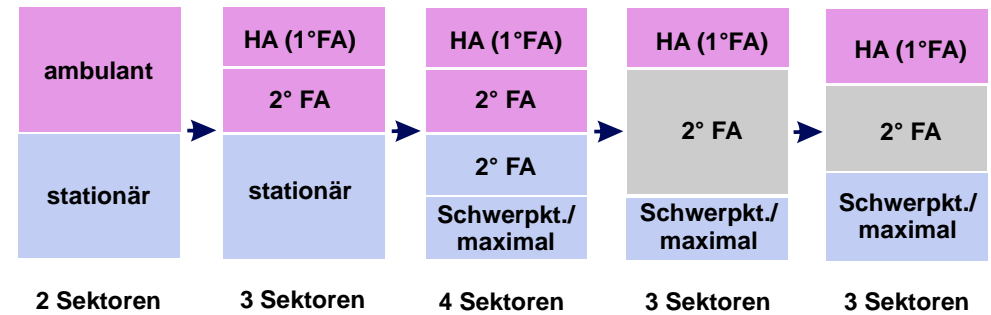 ambulant
stationär
2 Sektoren
HA (1°FA)
2° FA
stationär
3 Sektoren
HA (1°FA)
2° FA
2° FA
Schwerpkt./
maximal
4 Sektoren
HA (1°FA)
2° FA
Schwerpkt./
maximal
3 Sektoren
HA (1°FA)
2° FA
Schwerpkt./
maximal
3 Sektoren